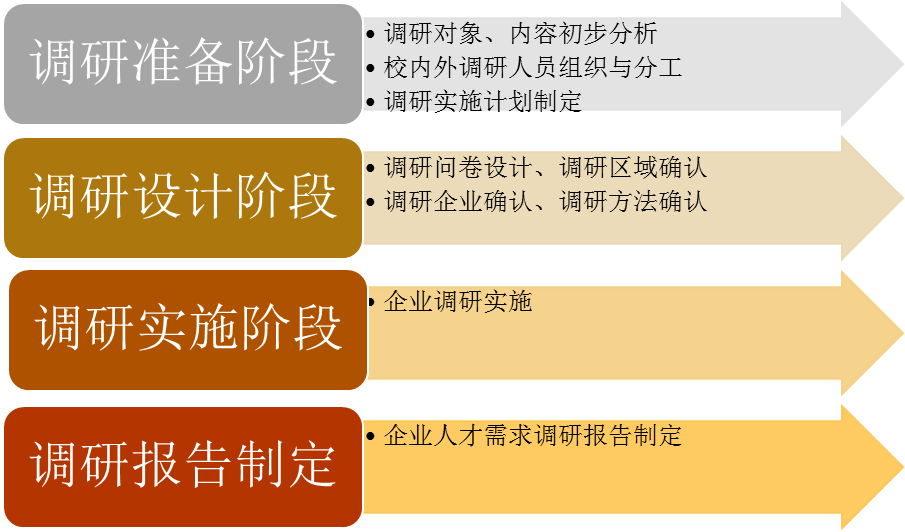 调研准备阶段
• 调研对象、内容初步分析
• 校内外调研人员组织与分工
• 调研实施计划制定
调研设计阶段
• 调研问卷设计、调研区域确认
• 调研企业确认、调研方法确认
调研实施阶段
• 企业调研实施
调研报告制定
• 企业人才需求调研报告制定